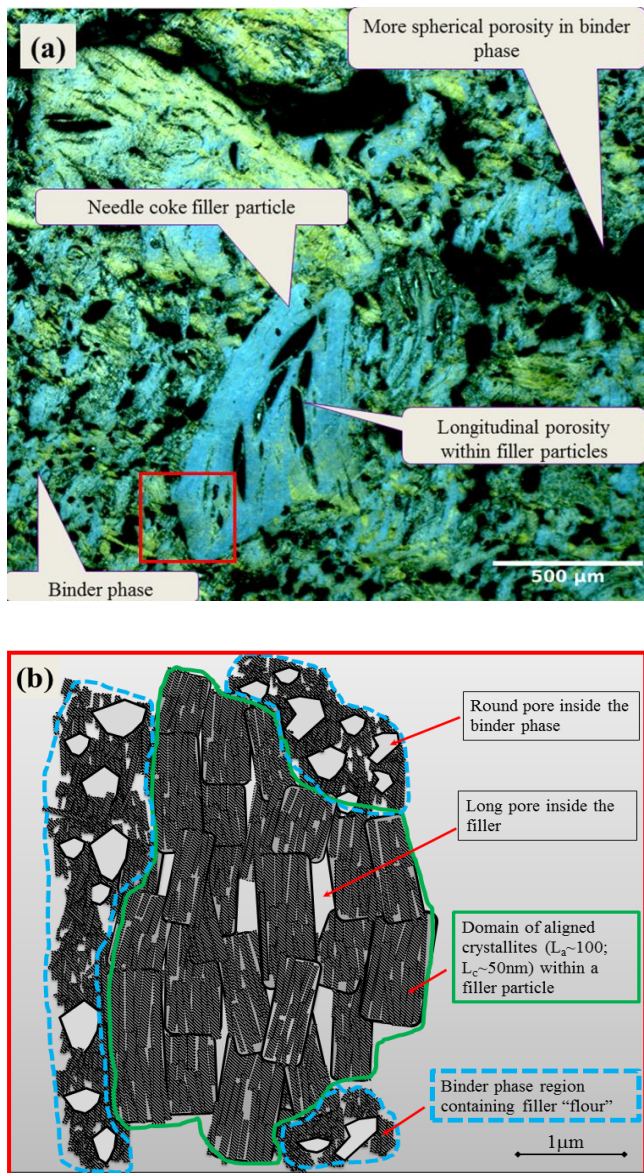 (a)
More spherical porosity in binder
phase
Needle coke filler particle
Longitudinal porosity
within filler particles
Binder phase
500 µm
(b)
Round pore inside the
binder phase
Long pore inside the
filler
Domain of aligned
crystallites (Lₐ~100;
L꜀~50nm) within a
filler particle
Binder phase region
containing filler “flour”
1µm